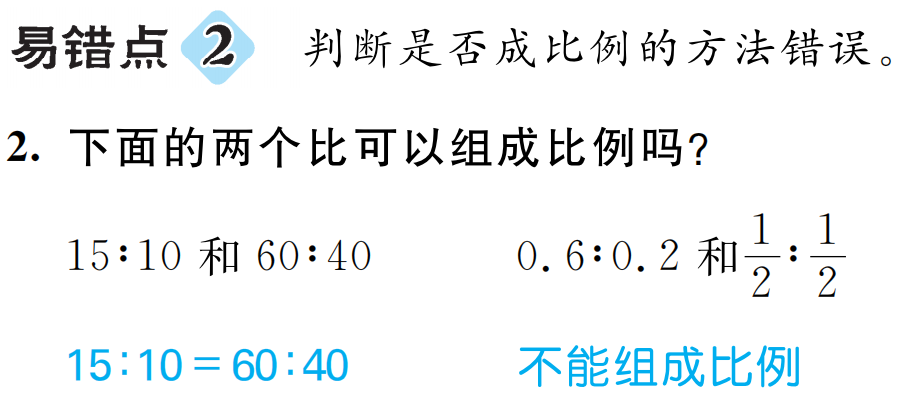 易错点 2 判断是否成比例的方法错误。
2. 下面的两个比可以组成比例吗?
15∶10 和 60∶40 0.6∶0.2 和 1/2∶1/2
15∶10=60∶40 不能组成比例